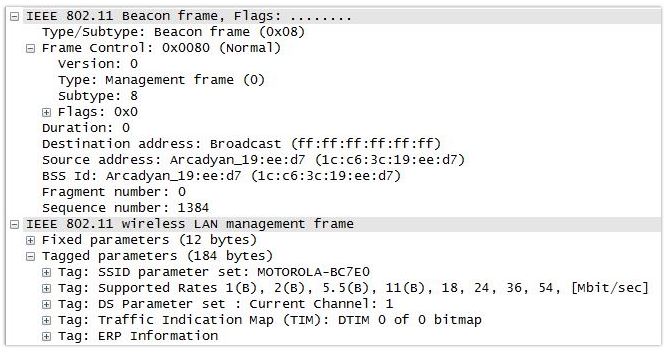 IEEE 802.11 Beacon frame, Flags: ........
Type/Subtype: Beacon frame (0x08)
Frame Control: 0x0080 (Normal)
Version: 0
Type: Management frame (0)
Subtype: 8
Flags: 0x0
Duration: 0
Destination address: Broadcast (ff:ff:ff:ff:ff:ff)
Source address: Arcadyan_19:ee:d7 (1c:c6:3c:19:ee:d7)
BSS Id: Arcadyan_19:ee:d7 (1c:c6:3c:19:ee:d7)
Fragment number: 0
Sequence number: 1384
IEEE 802.11 wireless LAN management frame
Fixed parameters (12 bytes)
Tagged parameters (184 bytes)
Tag: SSID parameter set: MOTOROLA-BC7E0
Tag: Supported Rates 1(B), 2(B), 5.5(B), 11(B), 18, 24, 36, 54, [Mbit/sec]
Tag: DS Parameter set : Current Channel: 1
Tag: Traffic Indication Map (TIM): DTIM 0 of 0 bitmap
Tag: ERP Information